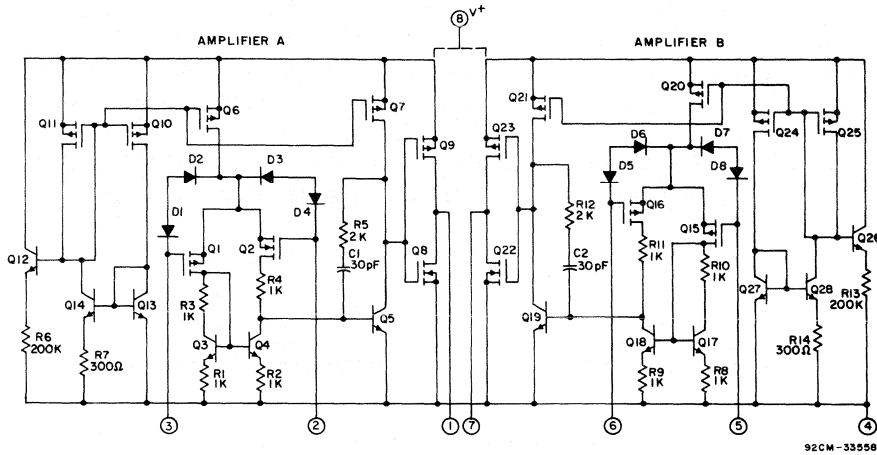 8 V+
AMPLIFIER A
AMPLIFIER B
Q11
Q10
Q6
Q7
Q9
Q23
Q21
Q20
Q24
Q25
D2
D3
D6
D7
D1
D4
D5
D8
Q1
Q2
R5
2K
C1
30pF
R12
2K
C2
30pF
Q16
Q15
Q12
R3
1K
R4
1K
Q8
Q22
R11
1K
R10
1K
Q26
Q14
Q13
Q3
Q4
Q5
Q19
Q18
Q17
Q27
Q28
R13
200K
R6
200K
R7
300Ω
R1
1K
R2
1K
R9
1K
R8
1K
R14
300Ω
3
2
1
7
6
5
4
92CM-33558